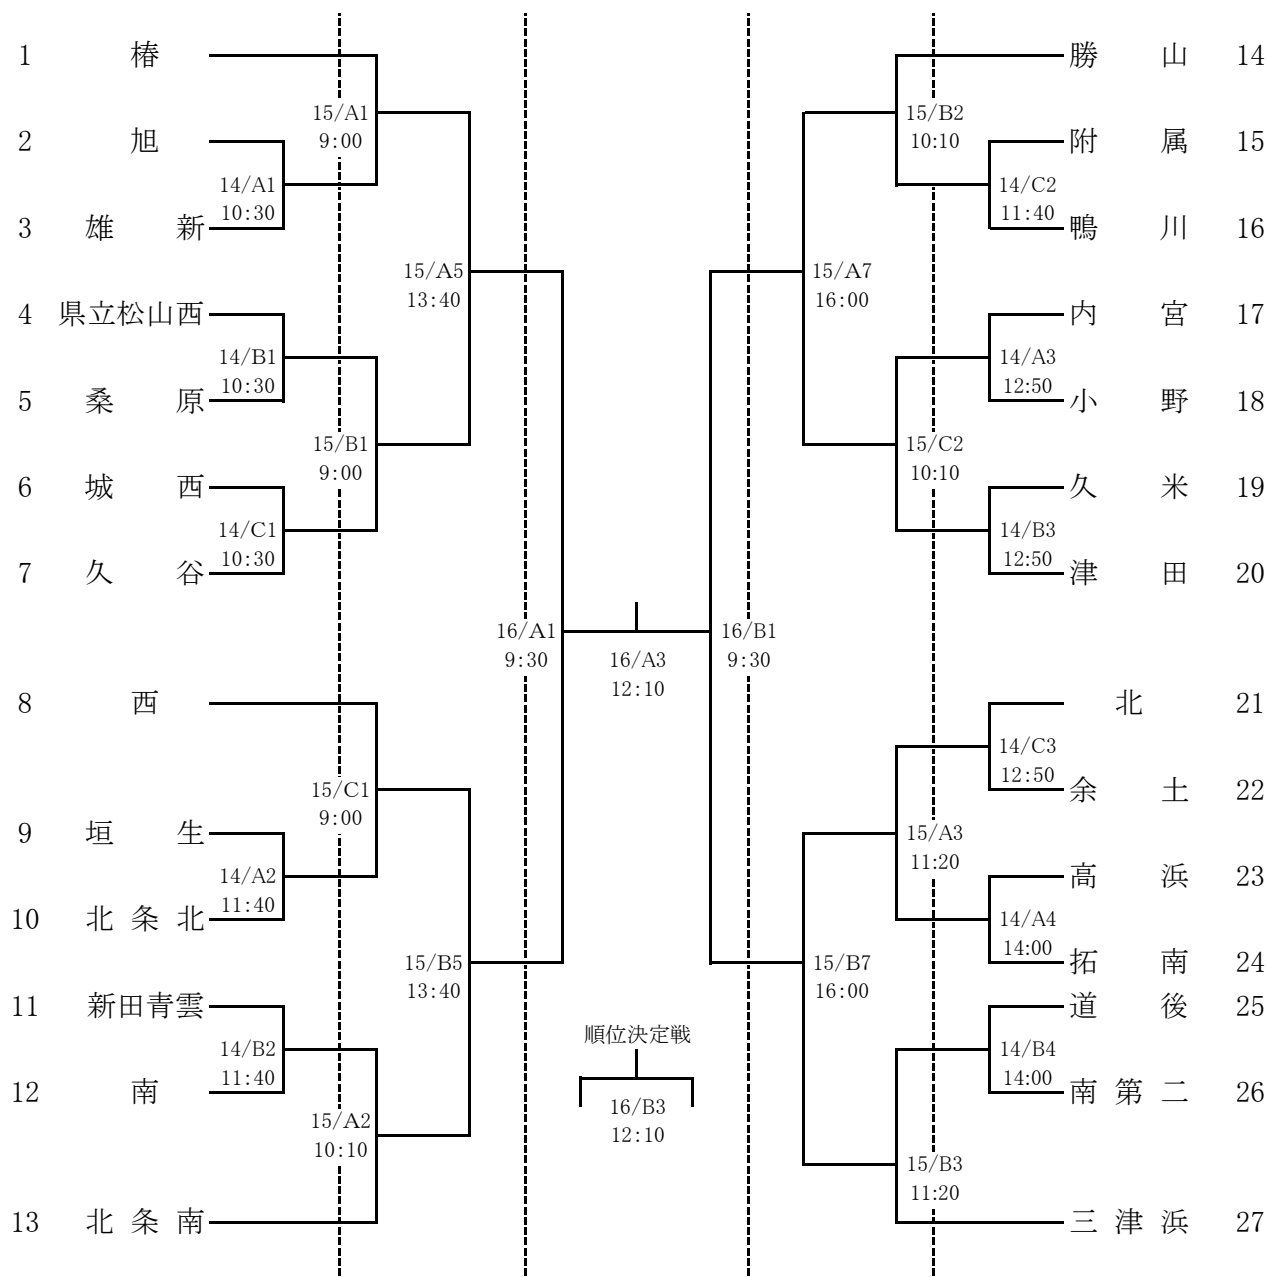 1 椿
勝山 14
15/A1
9:00
15/B2
10:10
2 旭
附属 15
14/A1
10:30
14/C2
11:40
3 雄新
鴨川 16
15/A5
13:40
15/A7
16:00
4 県立松山西
内宮 17
14/B1
10:30
14/A3
12:50
5 桑原
小野 18
15/B1
9:00
15/C2
10:10
6 城西
久米 19
14/C1
10:30
14/B3
12:50
7 久谷
津田 20
16/A1
9:30
16/A3
12:10
16/B1
9:30
8 西
北 21
14/C3
12:50
15/C1
9:00
余土 22
9 垣生
15/A3
11:20
14/A2
11:40
高浜 23
10 北条北
14/A4
14:00
15/B5
13:40
15/B7
16:00
拓南 24
11 新田青雲
道後 25
順位決定戦
14/B2
11:40
14/B4
14:00
12 南
南第二 26
16/B3
12:10
15/A2
10:10
15/B3
11:20
13 北条南
三津浜 27